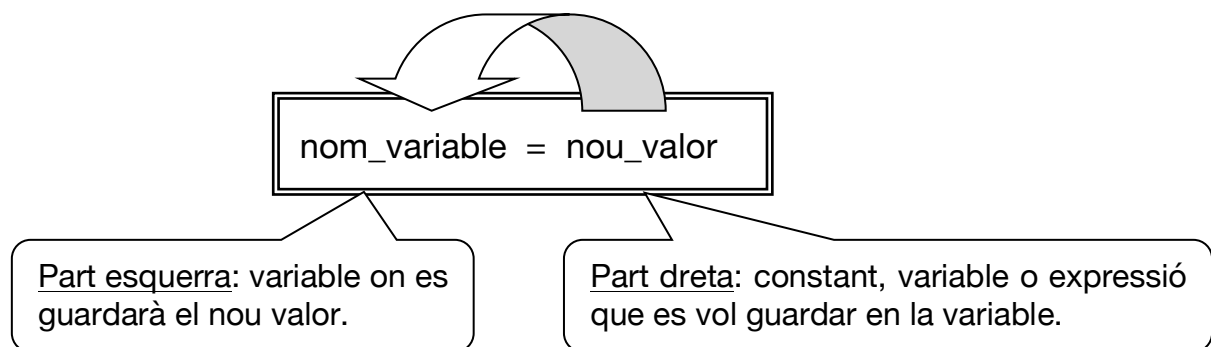 nom_variable = nou_valor
Part esquerra: variable on es
guardarà el nou valor.
Part dreta: constant, variable o expressió
que es vol guardar en la variable.